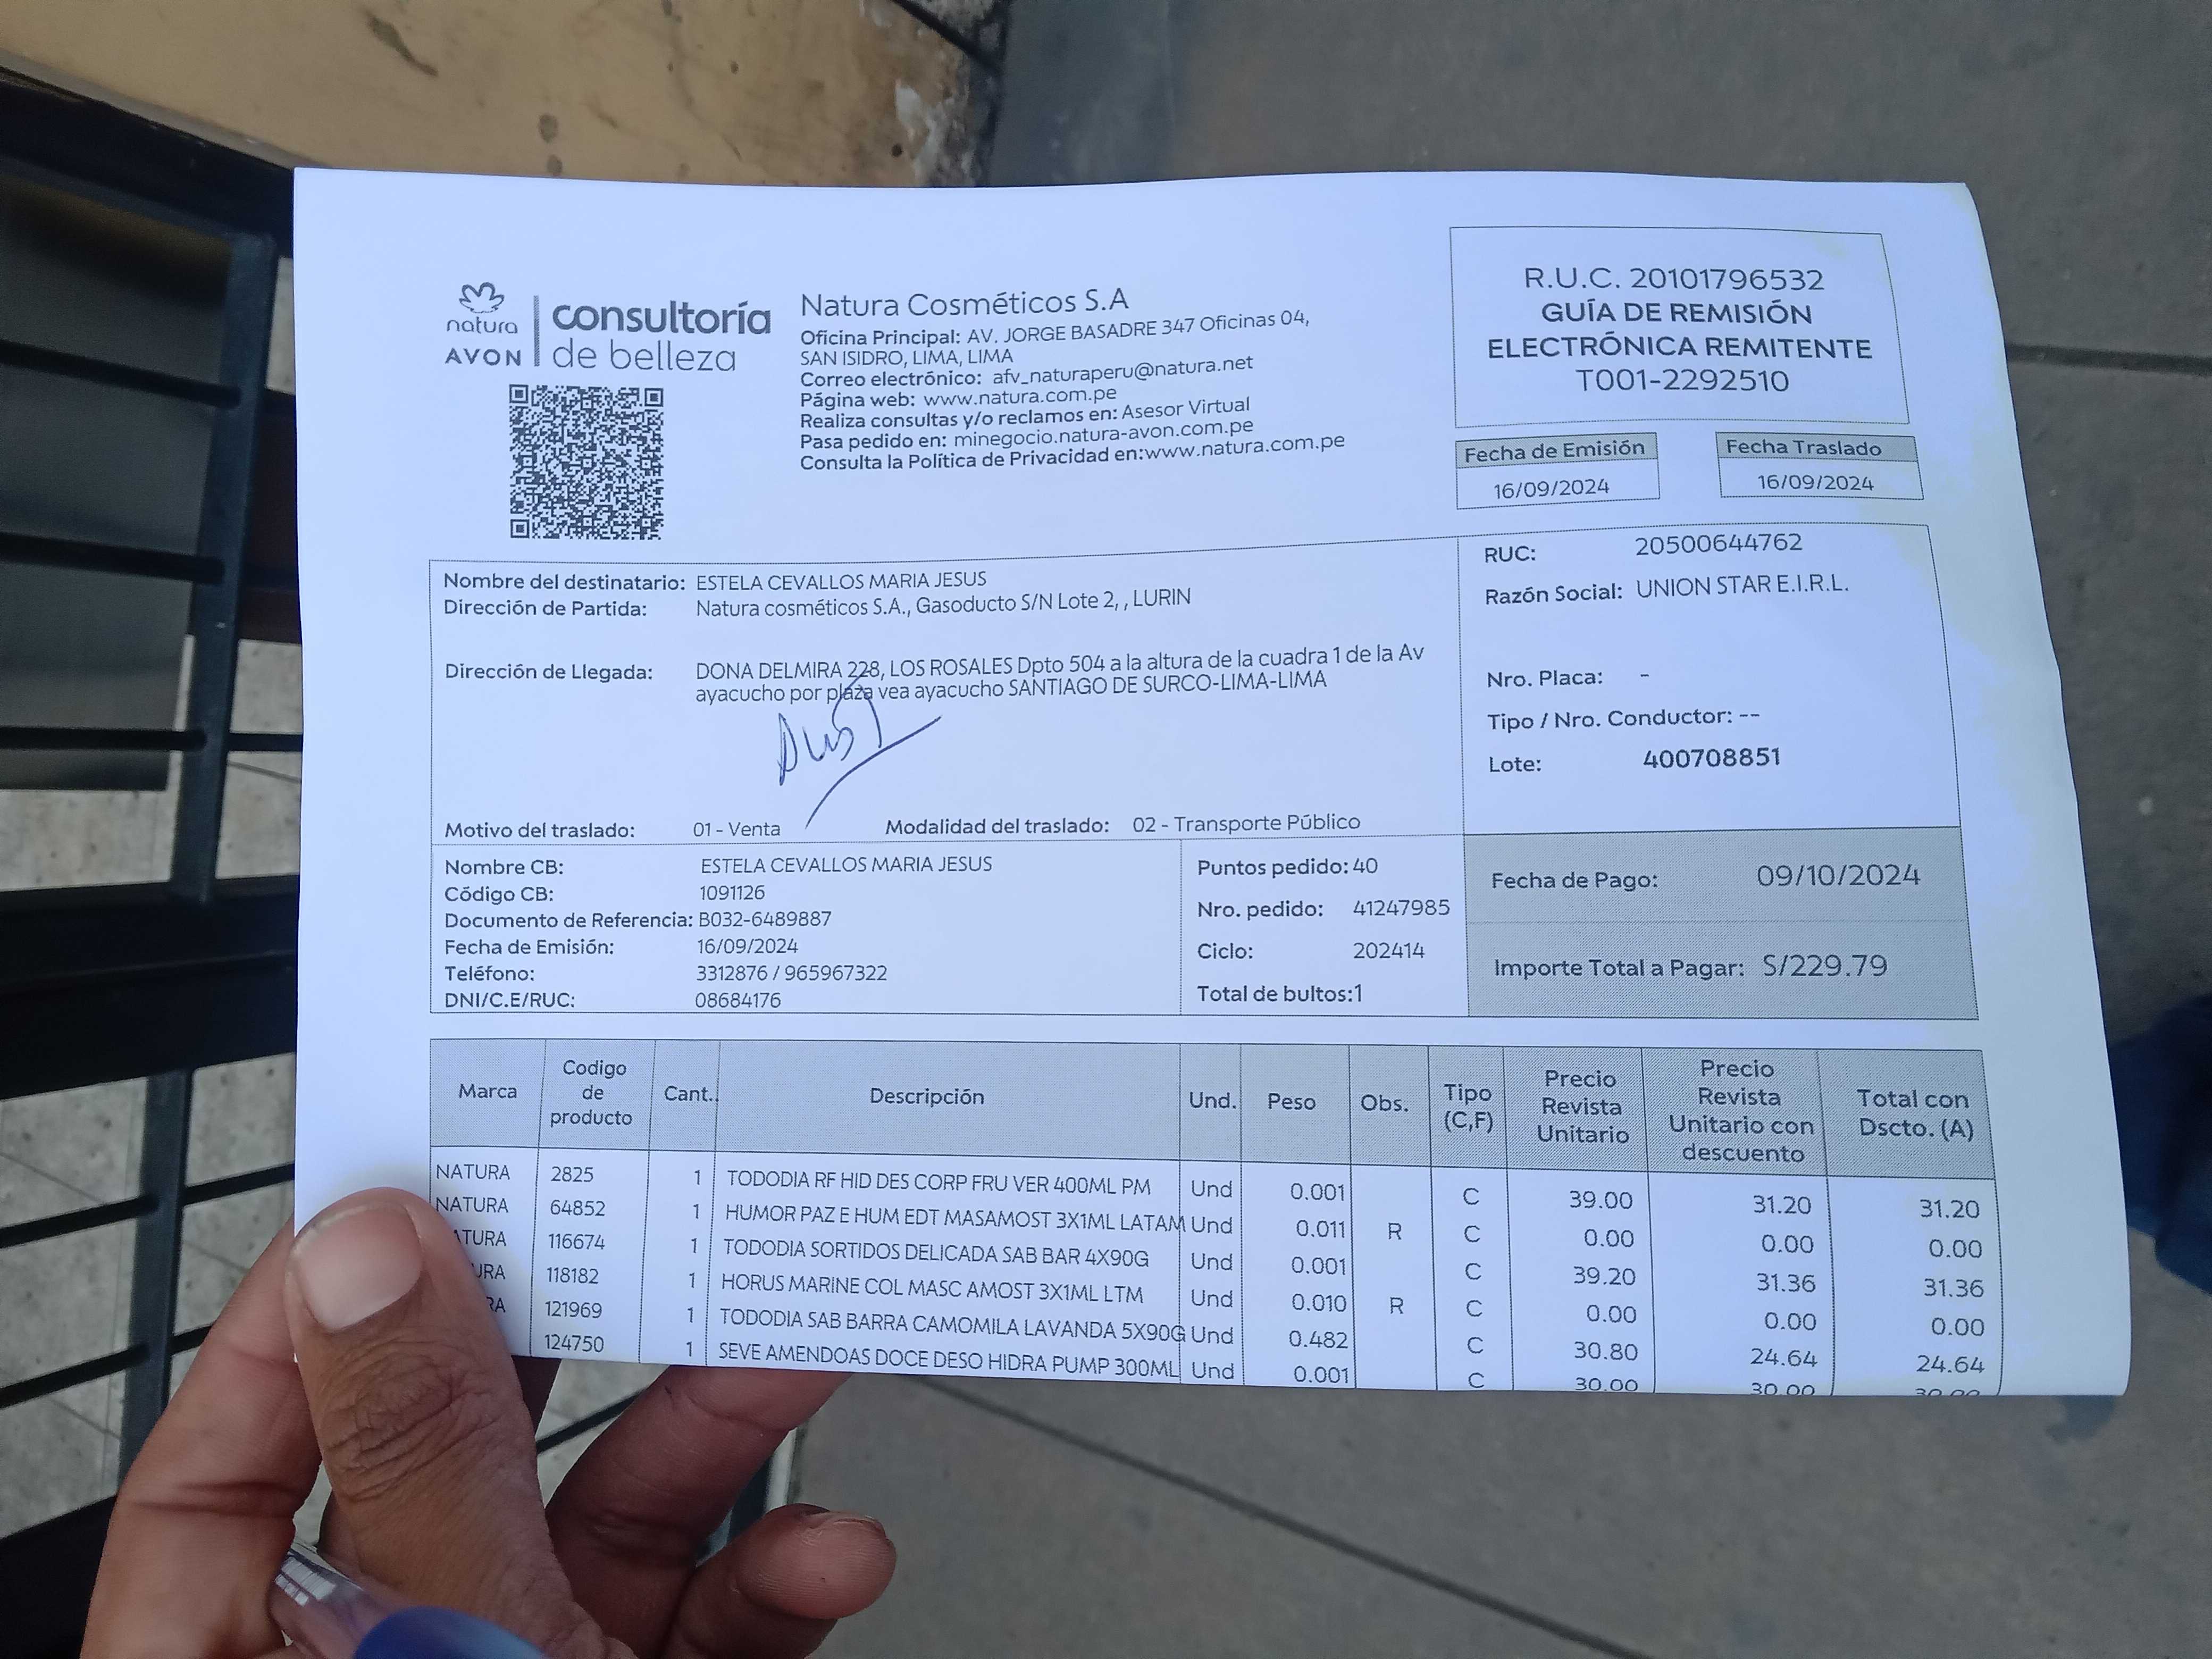 natura
AVON
consultoría
de belleza
Natura Cosméticos S.A
Oficina Principal: AV. JORGE BASADRE 347 Oficinas 04,
SAN ISIDRO, LIMA, LIMA
Correo electrónico: afv_naturaperu@natura.net
Página web: www.natura.com.pe
Realiza consultas y/o reclamos en: Asesor Virtual
Pasa pedido en: minegocio.natura-avon.com.pe
Consulta la Política de Privacidad en:www.natura.com.pe
R.U.C. 20101796532
GUÍA DE REMISIÓN
ELECTRÓNICA REMITENTE
T001-2292510
Fecha de Emisión Fecha Traslado
16/09/2024 16/09/2024
Nombre del destinatario: ESTELA CEVALLOS MARIA JESUS
Dirección de Partida: Natura cosméticos S.A., Gasoducto S/N Lote 2, , LURIN
Dirección de Llegada: DONA DELMIRA 228, LOS ROSALES Dpto 504 a la altura de la cuadra 1 de la Av
ayacucho por plaza vea ayacucho SANTIAGO DE SURCO-LIMA-LIMA
Motivo del traslado: 01 - Venta Modalidad del traslado: 02 - Transporte Público
RUC: 20500644762
Razón Social: UNION STAR E.I.R.L.
Nro. Placa: -
Tipo / Nro. Conductor: --
Lote: 400708851
Nombre CB: ESTELA CEVALLOS MARIA JESUS
Código CB: 1091126
Documento de Referencia: B032-6489887
Fecha de Emisión: 16/09/2024
Teléfono: 3312876 / 965967322
DNI/C.E/RUC: 08684176
Puntos pedido: 40
Nro. pedido: 41247985
Ciclo: 202414
Total de bultos:1
Fecha de Pago: 09/10/2024
Importe Total a Pagar: S/229.79
Marca Codigo de producto Cant. Descripción Und. Peso Obs. Tipo (C,F) Precio Revista Unitario Precio Revista Unitario con descuento Total con Dscto. (A)
NATURA 2825 1 TODODIA RF HID DES CORP FRU VER 400ML PM Und 0.001 C 39.00 31.20 31.20
NATURA 64852 1 HUMOR PAZ E HUM EDT MASAMOST 3X1ML LATAM Und 0.011 R C 0.00 0.00 0.00
ATURA 116674 1 TODODIA SORTIDOS DELICADA SAB BAR 4X90G Und 0.001 C 39.20 31.36 31.36
URA 118182 1 HORUS MARINE COL MASC AMOST 3X1ML LTM Und 0.010 R C 0.00 0.00 0.00
RA 121969 1 TODODIA SAB BARRA CAMOMILA LAVANDA 5X90G Und 0.482 C 30.80 24.64 24.64
124750 1 SEVE AMENDOAS DOCE DESO HIDRA PUMP 300ML Und 0.001 C 30.00 30.00 30.00